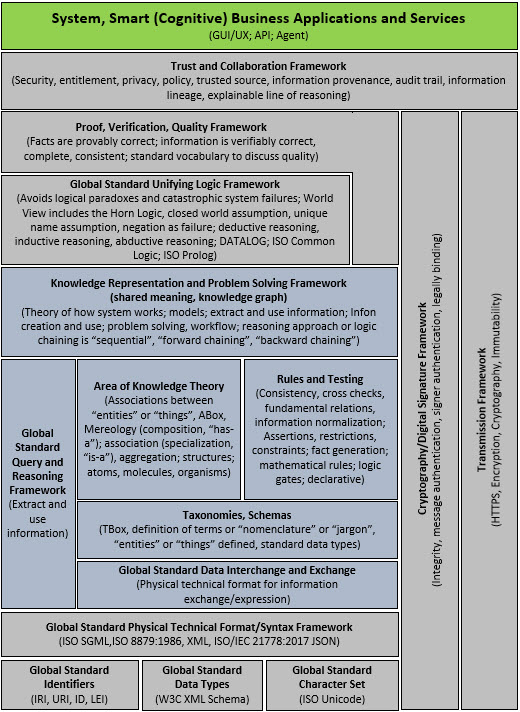 System, Smart (Cognitive) Business Applications and Services
(GUI/UX; API; Agent)
Trust and Collaboration Framework
(Security, entitlement, privacy, policy, trusted source, information provenance, audit trail, information
lineage, explainable line of reasoning)
Proof, Verification, Quality Framework
(Facts are provably correct; information is verifiably correct,
complete, consistent; standard vocabulary to discuss quality)
Global Standard Unifying Logic Framework
(Avoids logical paradoxes and catastrophic system failures; World
View includes the Horn Logic, closed world assumption, unique
name assumption, negation as failure; deductive reasoning,
inductive reasoning, abductive reasoning; DATALOG; ISO Common
Logic; ISO Prolog)
Knowledge Representation and Problem Solving Framework
(shared meaning, knowledge graph)
(Theory of how system works; models; extract and use information; Infon
creation and use; problem solving, workflow; reasoning approach or logic
chaining is “sequential”, “forward chaining”, “backward chaining”)
Global
Standard
Query and
Reasoning
Framework
(Extract and
use
information)
Area of Knowledge Theory
(Associations between
“entities” or “things”, ABox,
Mereology (composition, “has-
a”); association (specialization,
“is-a”), aggregation; structures;
atoms, molecules, organisms)
Rules and Testing
(Consistency, cross checks,
fundamental relations,
information normalization;
Assertions, restrictions,
constraints; fact generation;
mathematical rules; logic
gates; declarative)
Taxonomies, Schemas
(TBox, definition of terms or “nomenclature” or “jargon”,
“entities” or “things” defined, standard data types)
Global Standard Data Interchange and Exchange
(Physical technical format for information
exchange/expression)
Global Standard Physical Technical Format/Syntax Framework
(ISO SGML,ISO 8879:1986, XML, ISO/IEC 21778:2017 JSON)
Global Standard
Identifiers
(IRI, URI, ID, LEI)
Global Standard
Data Types
(W3C XML Schema)
Global Standard
Character Set
(ISO Unicode)
Cryptography/Digital Signature Framework
(Integrity, message authentication, signer authentication, legally binding)
Transmission Framework
(HTTPS, Encryption, Cryptography, Immutability)